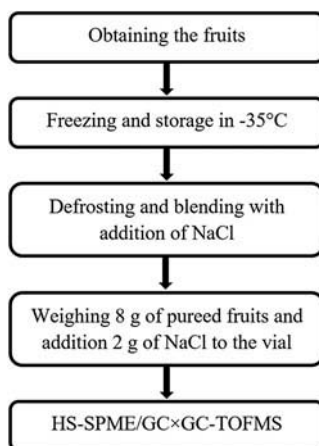 Obtaining the fruits
Freezing and storage in -35°C
Defrosting and blending with
addition of NaCl
Weighing 8 g of pureed fruits and
addition 2 g of NaCl to the vial
HS-SPME/GC×GC-TOFMS